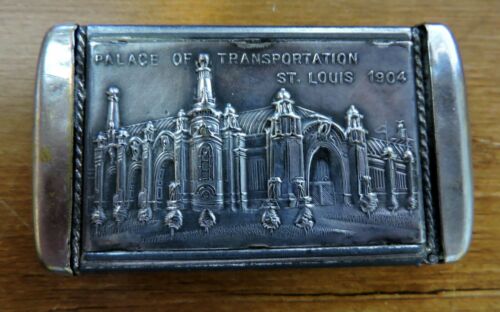 PALACE OF TRANSPORTATION
ST. LOUIS 1904